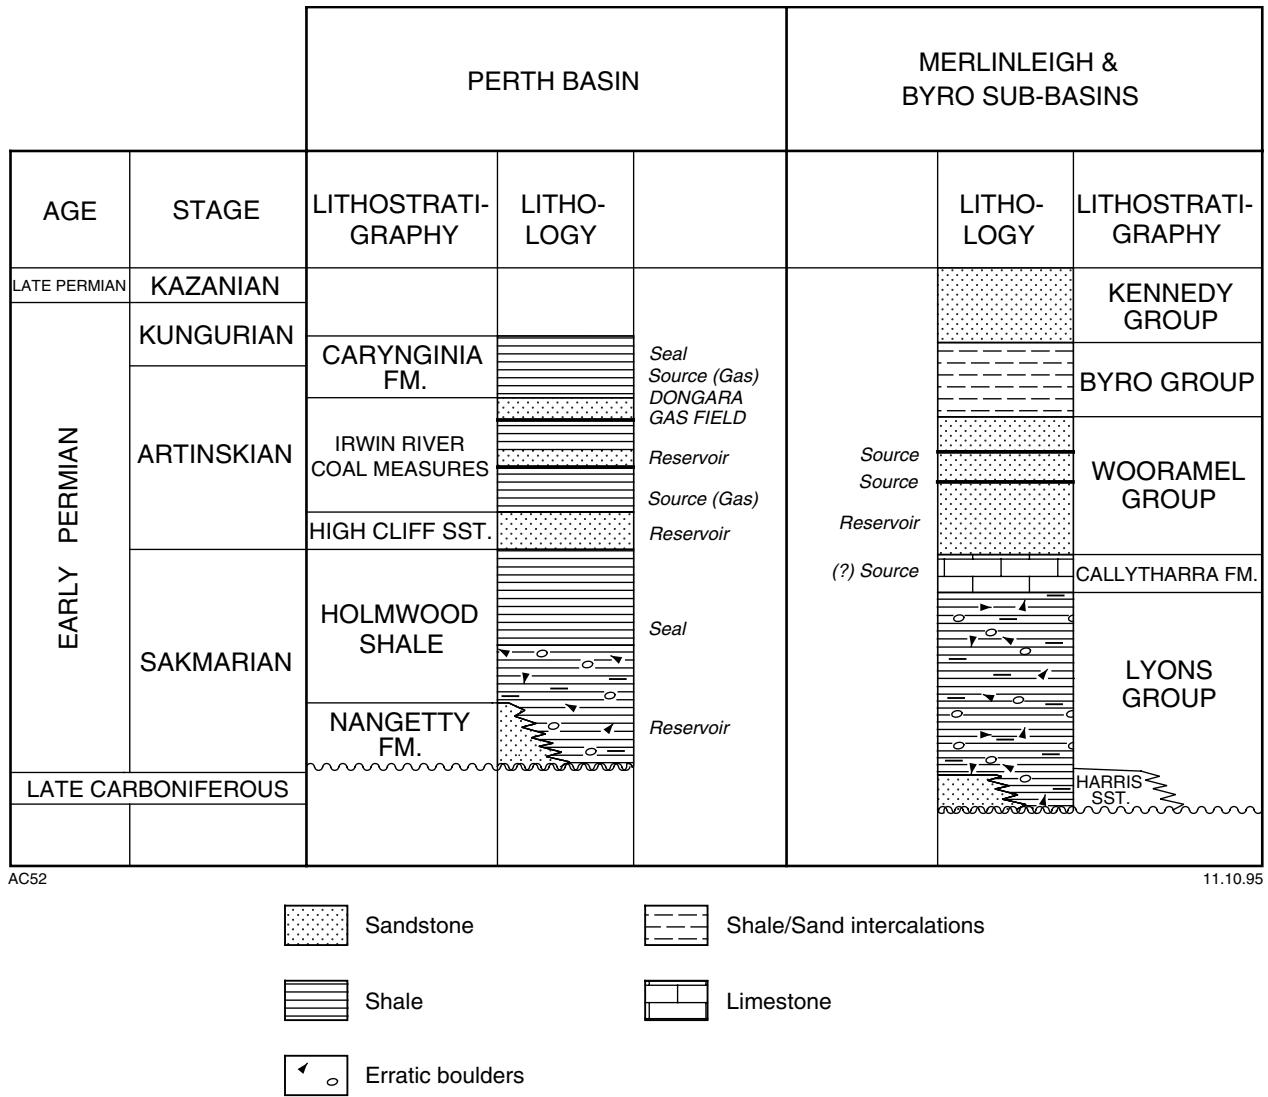 PERTH BASIN
MERLINLEIGH &
BYRO SUB-BASINS
AGE
STAGE
LITHOSTRATI-
GRAPHY
LITHO-
LOGY
LITHO-
LOGY
LITHOSTRATI-
GRAPHY
LATE PERMIAN
KAZANIAN
KUNGURIAN
ARTINSKIAN
SAKMARIAN
EARLY PERMIAN
LATE CARBONIFEROUS
CARYNGINIA
FM.
IRWIN RIVER
COAL MEASURES
HIGH CLIFF SST.
HOLMWOOD
SHALE
NANGETTY
FM.
Seal
Source (Gas)
DONGARA
GAS FIELD
Reservoir
Source (Gas)
Reservoir
Seal
Reservoir
Source
Source
Reservoir
(?) Source
KENNEDY
GROUP
BYRO GROUP
WOORAMEL
GROUP
CALLYTHARRA FM.
LYONS
GROUP
HARRIS
SST.
AC52
11.10.95
Sandstone
Shale/Sand intercalations
Shale
Limestone
Erratic boulders